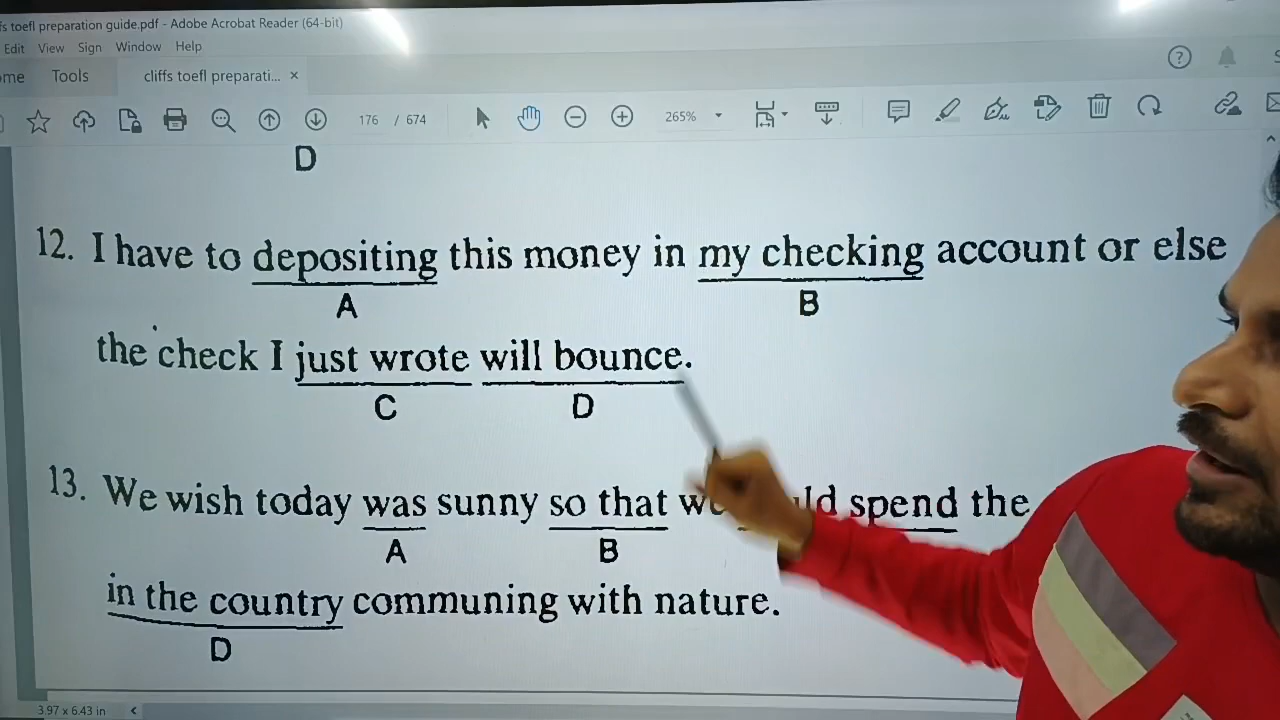 fs toefl preparation guide.pdf - Adobe Acrobat Reader (64-bit)
Edit View Sign Window Help
Tools cliffs toefl preparati... ×
176 / 674 265%
D
12. I have to depositing this money in my checking account or else
A B
the check I just wrote will bounce.
C D
13. We wish today was sunny so that spend the
A B
in the country communing with nature.
D
3.97 x 6.43 in